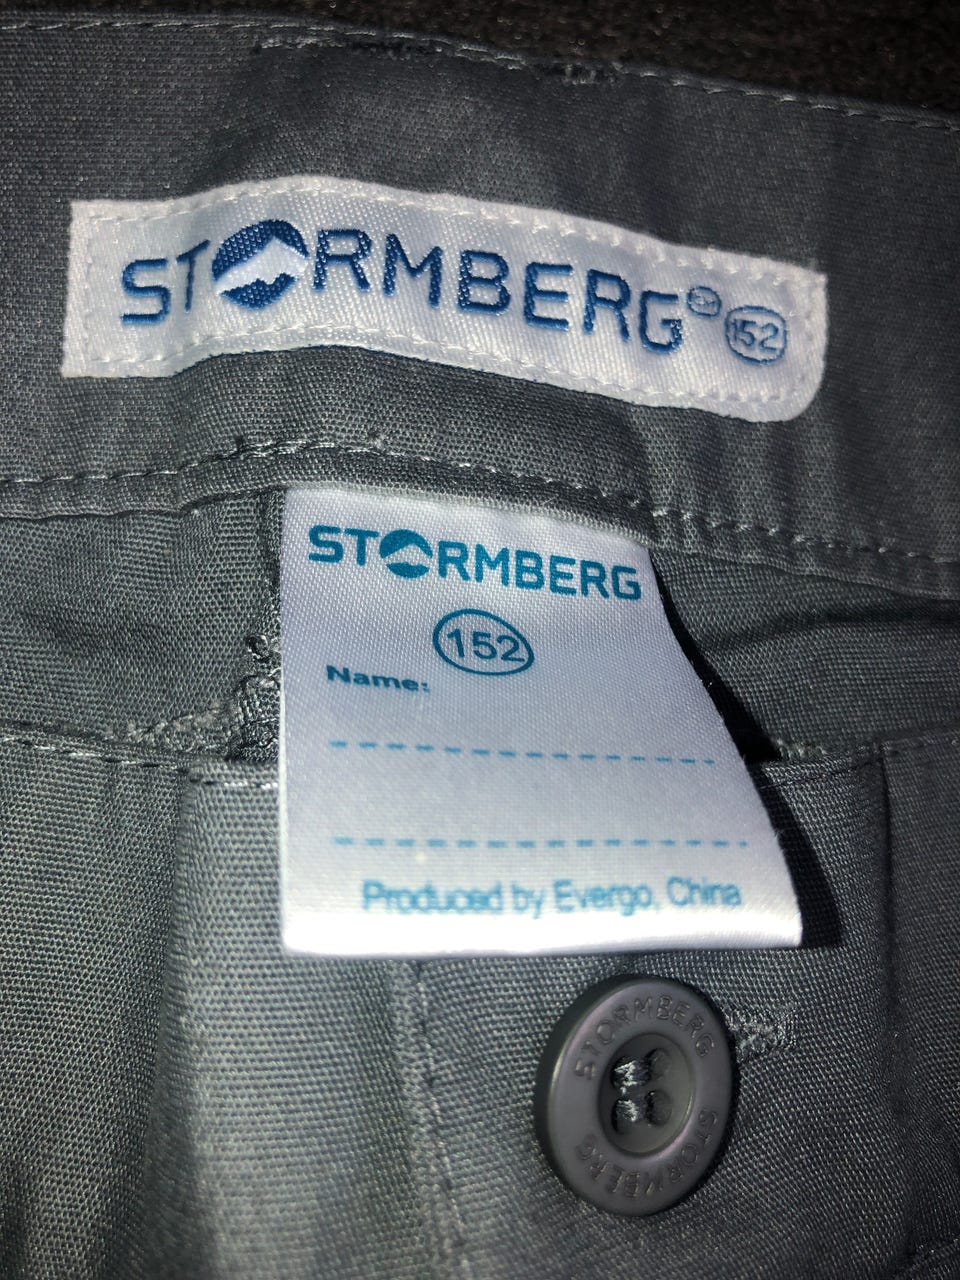 STORMBERG 152
STORMBERG
152
Name:
Produced by Evergo, China
STORMBERG
STORMBERG